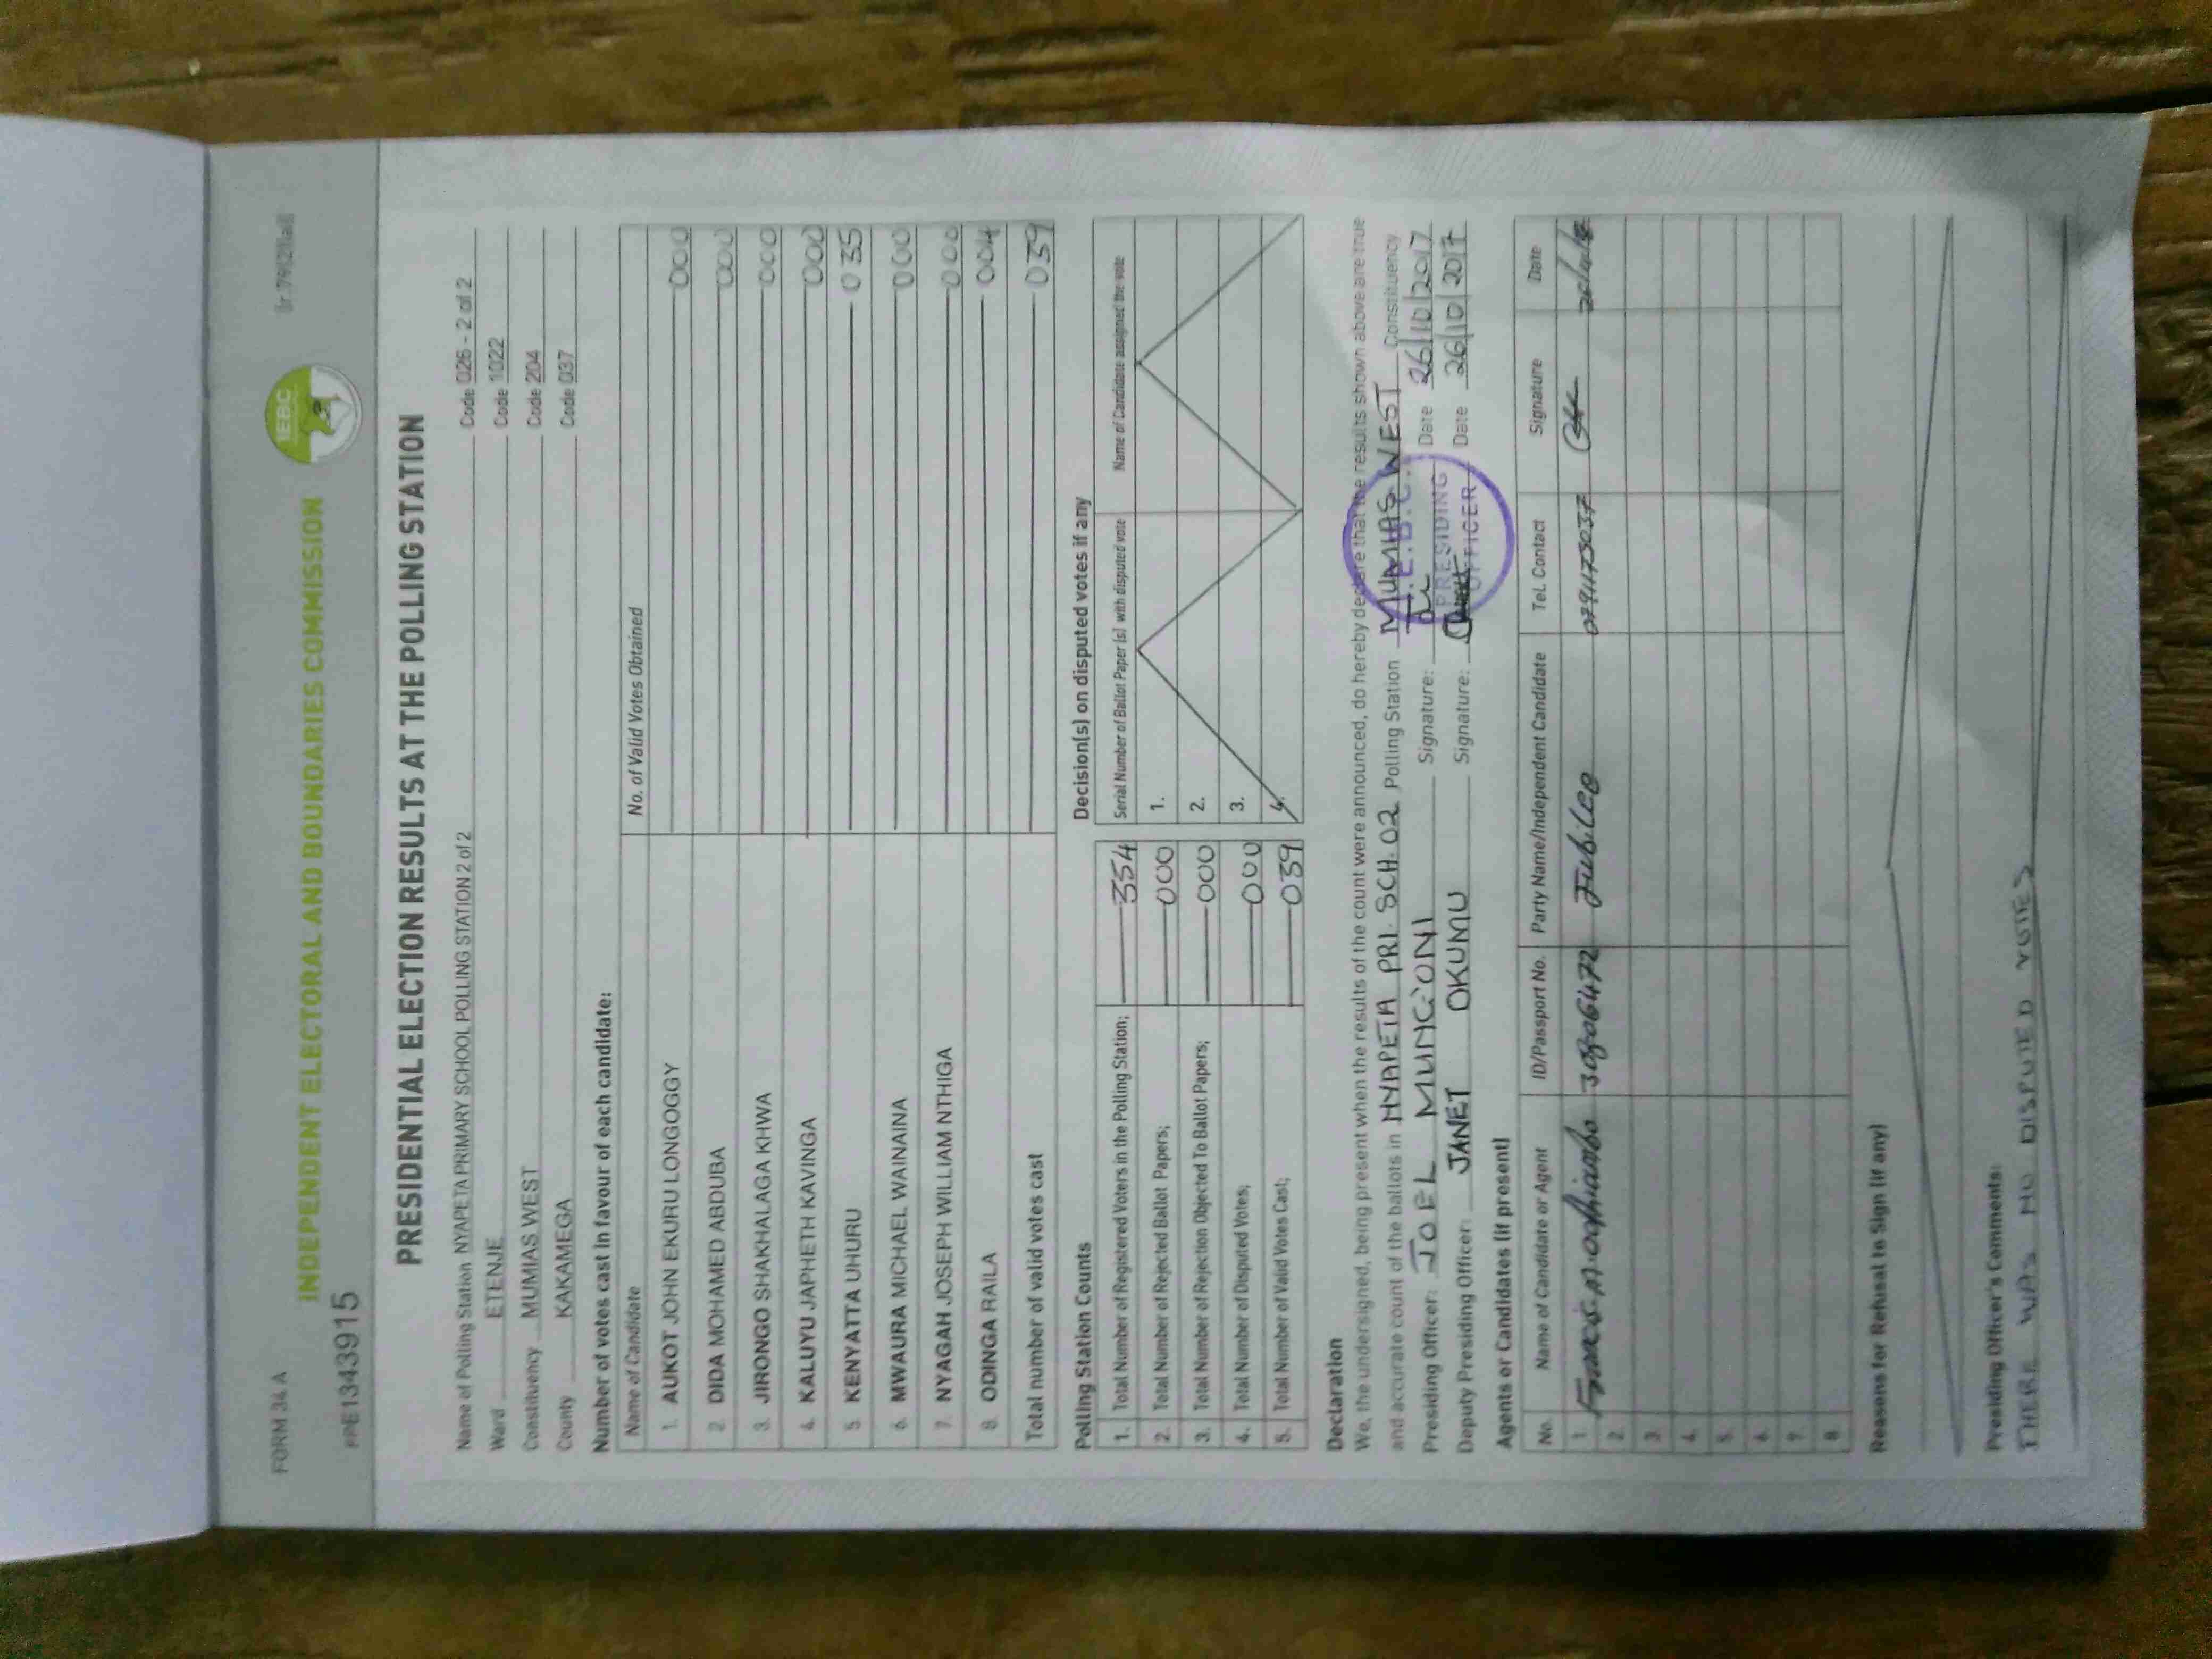 FORM 34 A
INDEPENDENT ELECTORAL AND BOUNDARIES COMMISSION
IEBC
PRESIDENTIAL ELECTION RESULTS AT THE POLLING STATION
Name of Polling Station NYAPETA PRIMARY SCHOOL POLLING STATION 2 of 2 Code 026 - 2 of 2
Ward ETENJE Code 1022
Constituency MUMIAS WEST Code 204
County KAKAMEGA Code 037
Number of votes cast in favour of each candidate:
Name of Candidate No. of Valid Votes Obtained
1. AUKOT JOHN EKURU LONGOGGY 000
2. DIDA MOHAMED ABDUBA 000
3. JIRONGO SHAKHALAGA KHWA 000
4. KALUYU JAPHETH KAVINGA 000
5. KENYATTA UHURU 035
6. MWAURA MICHAEL WAINAINA 000
7. NYAGAH JOSEPH WILLIAM NTHIGA 000
8. ODINGA RAILA 004
Total number of valid votes cast 039
Polling Station Counts
1. Total Number of Registered Voters in the Polling Station; 354
2. Total Number of Rejected Ballot Papers; 000
3. Total Number of Rejection Objected To Ballot Papers; 000
4. Total Number of Disputed Votes; 000
5. Total Number of Valid Votes Cast; 039
Decision(s) on disputed votes if any
Serial Number of Ballot Paper (s) with disputed vote Name of Candidate assigned the vote
1.
2.
3.
4.
Declaration
We, the undersigned, being present when the results of the count were announced, do hereby declare that the results shown above are true
and accurate count of the ballots in NYAPETA PRI. SCH. 02 Polling Station MUMIAS WEST Constituency
Presiding Officer: JOEL MUNG'ONI Signature: Date 26/10/2017
Deputy Presiding Officer: JANET OKUMU Signature: Date 26/10/2017
I.E.B.C.
PRESIDING
OFFICER
Agents or Candidates (if present)
No. Name of Candidate or Agent ID/Passport No. Party Name/Independent Candidate Tel. Contact Signature Date
1. Jubilee
2.
3.
4.
5.
6.
7.
8.
Reasons for Refusal to Sign (if any)
Presiding Officer's Comments:
THERE WAS NO DISPUTED VOTES